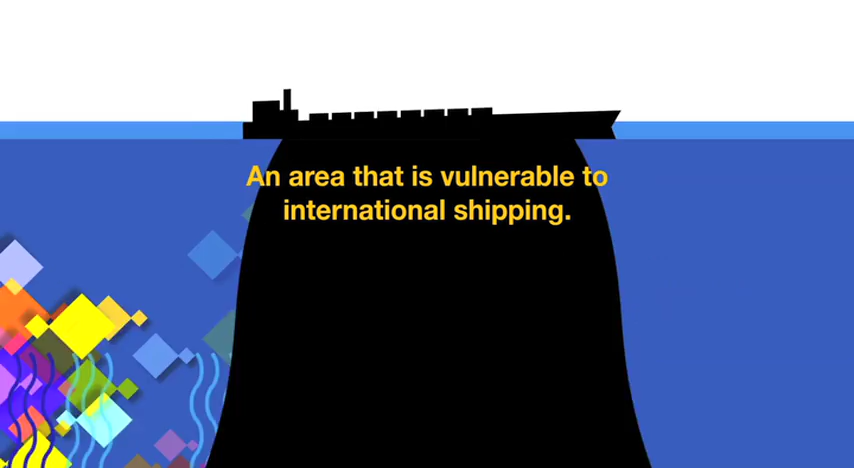 An area that is vulnerable to
international shipping.